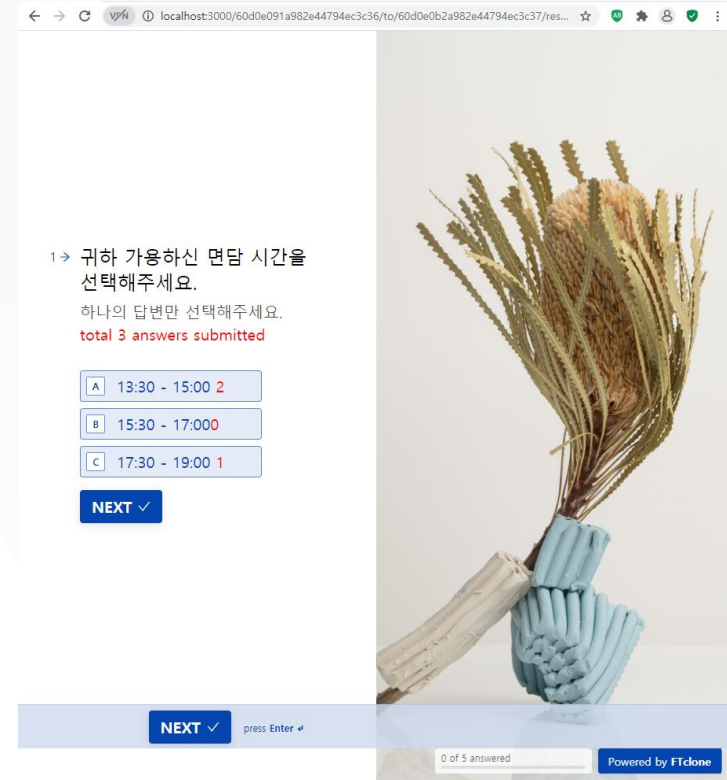 VPN localhost:3000/60d0e091a982e44794ec3c36/to/60d0e0b2a982e44794ec3c37/res...
1→ 귀하 가용하신 면담 시간을
선택해주세요.
하나의 답변만 선택해주세요.
total 3 answers submitted
A 13:30 - 15:00 2
B 15:30 - 17:000
C 17:30 - 19:00 1
NEXT ✓
NEXT ✓ press Enter ↵
0 of 5 answered
Powered by FTclone